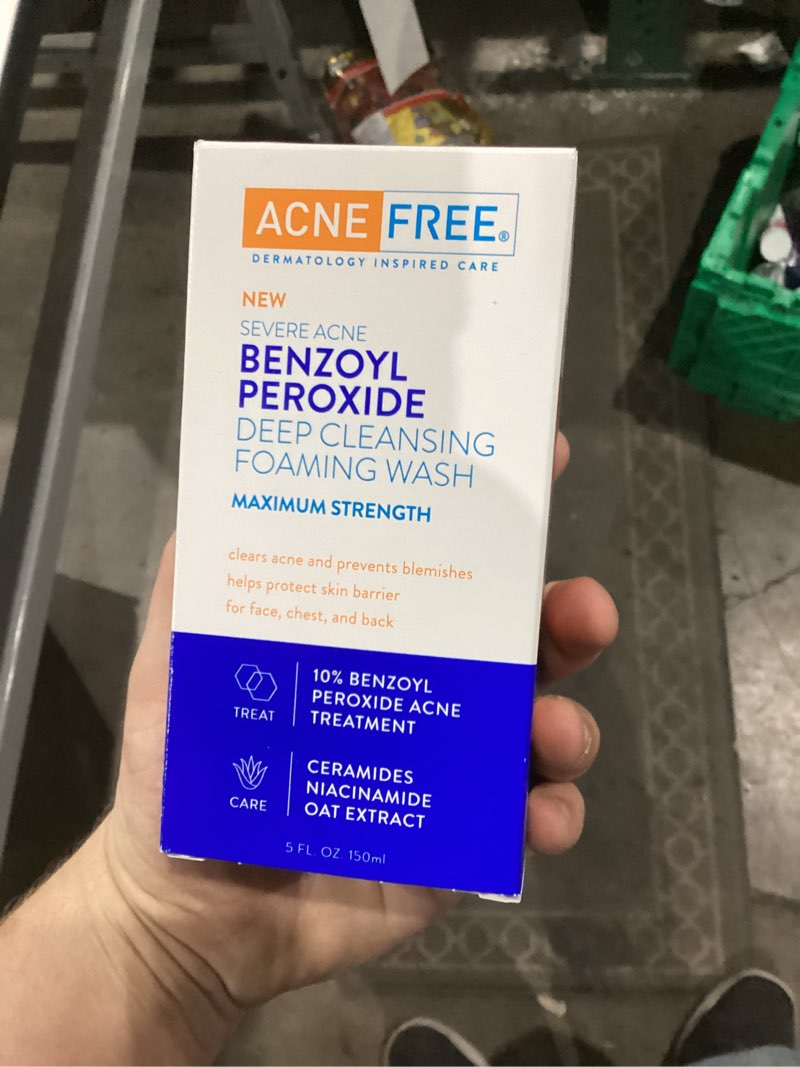 ACNE FREE®
DERMATOLOGY INSPIRED CARE
NEW
SEVERE ACNE
BENZOYL
PEROXIDE
DEEP CLEANSING
FOAMING WASH
MAXIMUM STRENGTH
clears acne and prevents blemishes
helps protect skin barrier
for face, chest, and back
TREAT
10% BENZOYL
PEROXIDE ACNE
TREATMENT
CARE
CERAMIDES
NIACINAMIDE
OAT EXTRACT
5 FL. OZ. 150ml